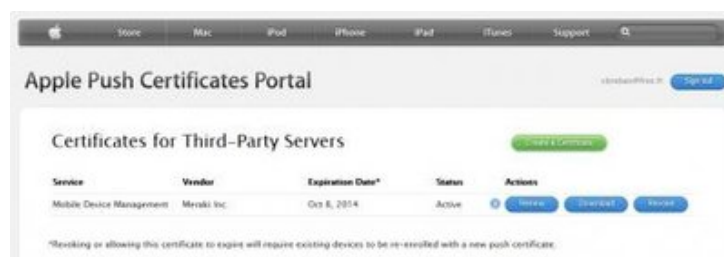 Store Mac iPod iPhone iPad iTunes Support
Apple Push Certificates Portal
Sign out
Certificates for Third-Party Servers
Create a Certificate
Service Vendor Expiration Date* Status Actions
Mobile Device Management Meraki Inc. Oct 8, 2014 Active Renew Download Revoke
*Revoking or allowing this certificate to expire will require existing devices to be re-enrolled with a new push certificate.